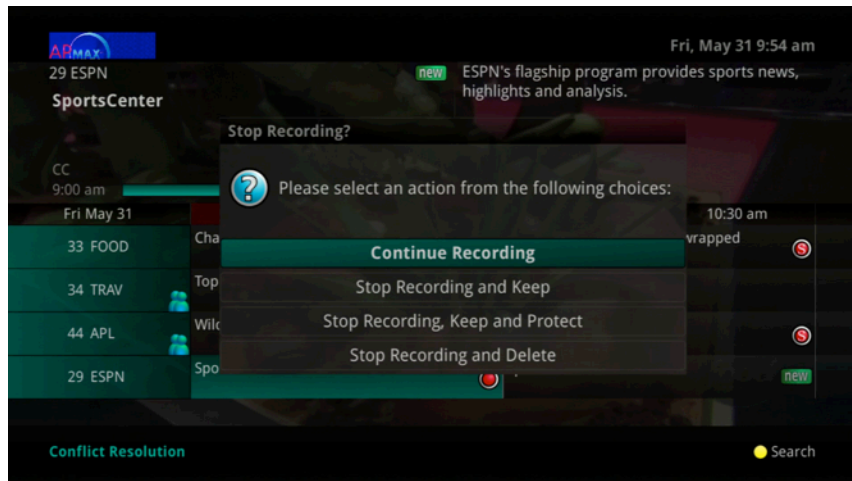 ARMAX
Fri, May 31 9:54 am
29 ESPN
new
ESPN's flagship program provides sports news,
highlights and analysis.
SportsCenter
Stop Recording?
CC
Please select an action from the following choices:
9:00 am
Fri May 31
10:30 am
33 FOOD
Cha
wrapped
S
Continue Recording
34 TRAV
Top
Stop Recording and Keep
44 APL
Wild
S
Stop Recording, Keep and Protect
29 ESPN
Spo
new
Stop Recording and Delete
Conflict Resolution
Search